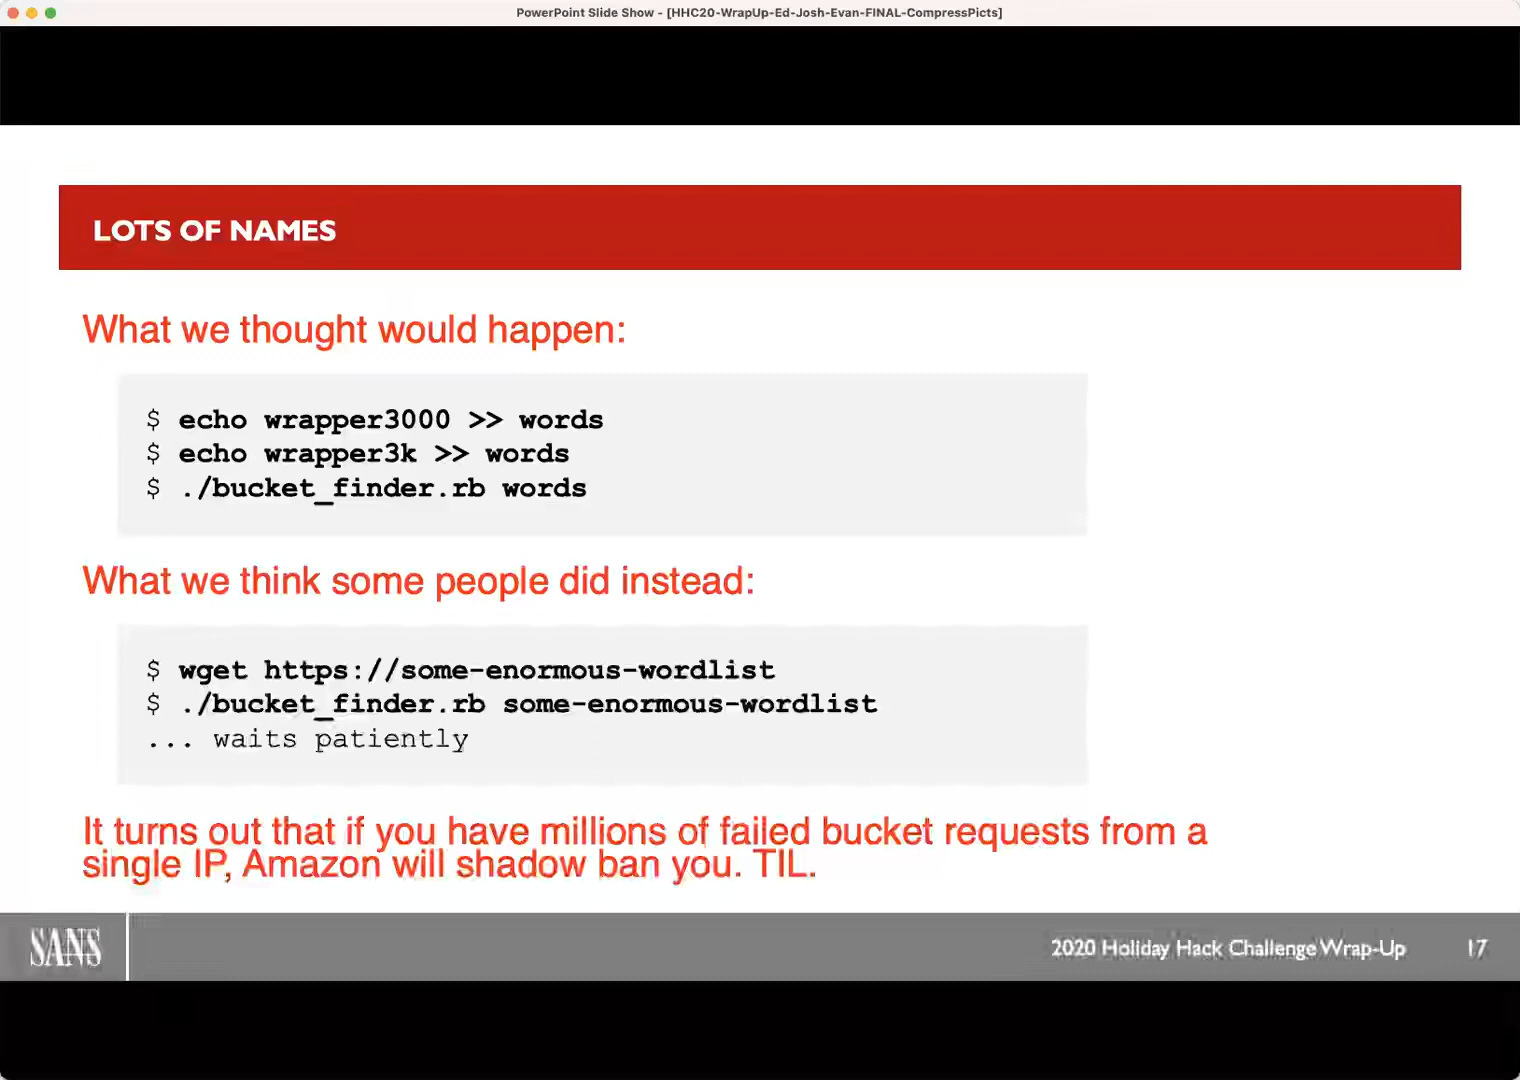 PowerPoint Slide Show - [HHC20-WrapUp-Ed-Josh-Evan-FINAL-CompressPicts]
LOTS OF NAMES
What we thought would happen:
$ echo wrapper3000 >> words
$ echo wrapper3k >> words
$ ./bucket_finder.rb words
What we think some people did instead:
$ wget https://some-enormous-wordlist
$ ./bucket_finder.rb some-enormous-wordlist
... waits patiently
It turns out that if you have millions of failed bucket requests from a
single IP, Amazon will shadow ban you. TIL.
SANS
2020 Holiday Hack Challenge Wrap-Up
17